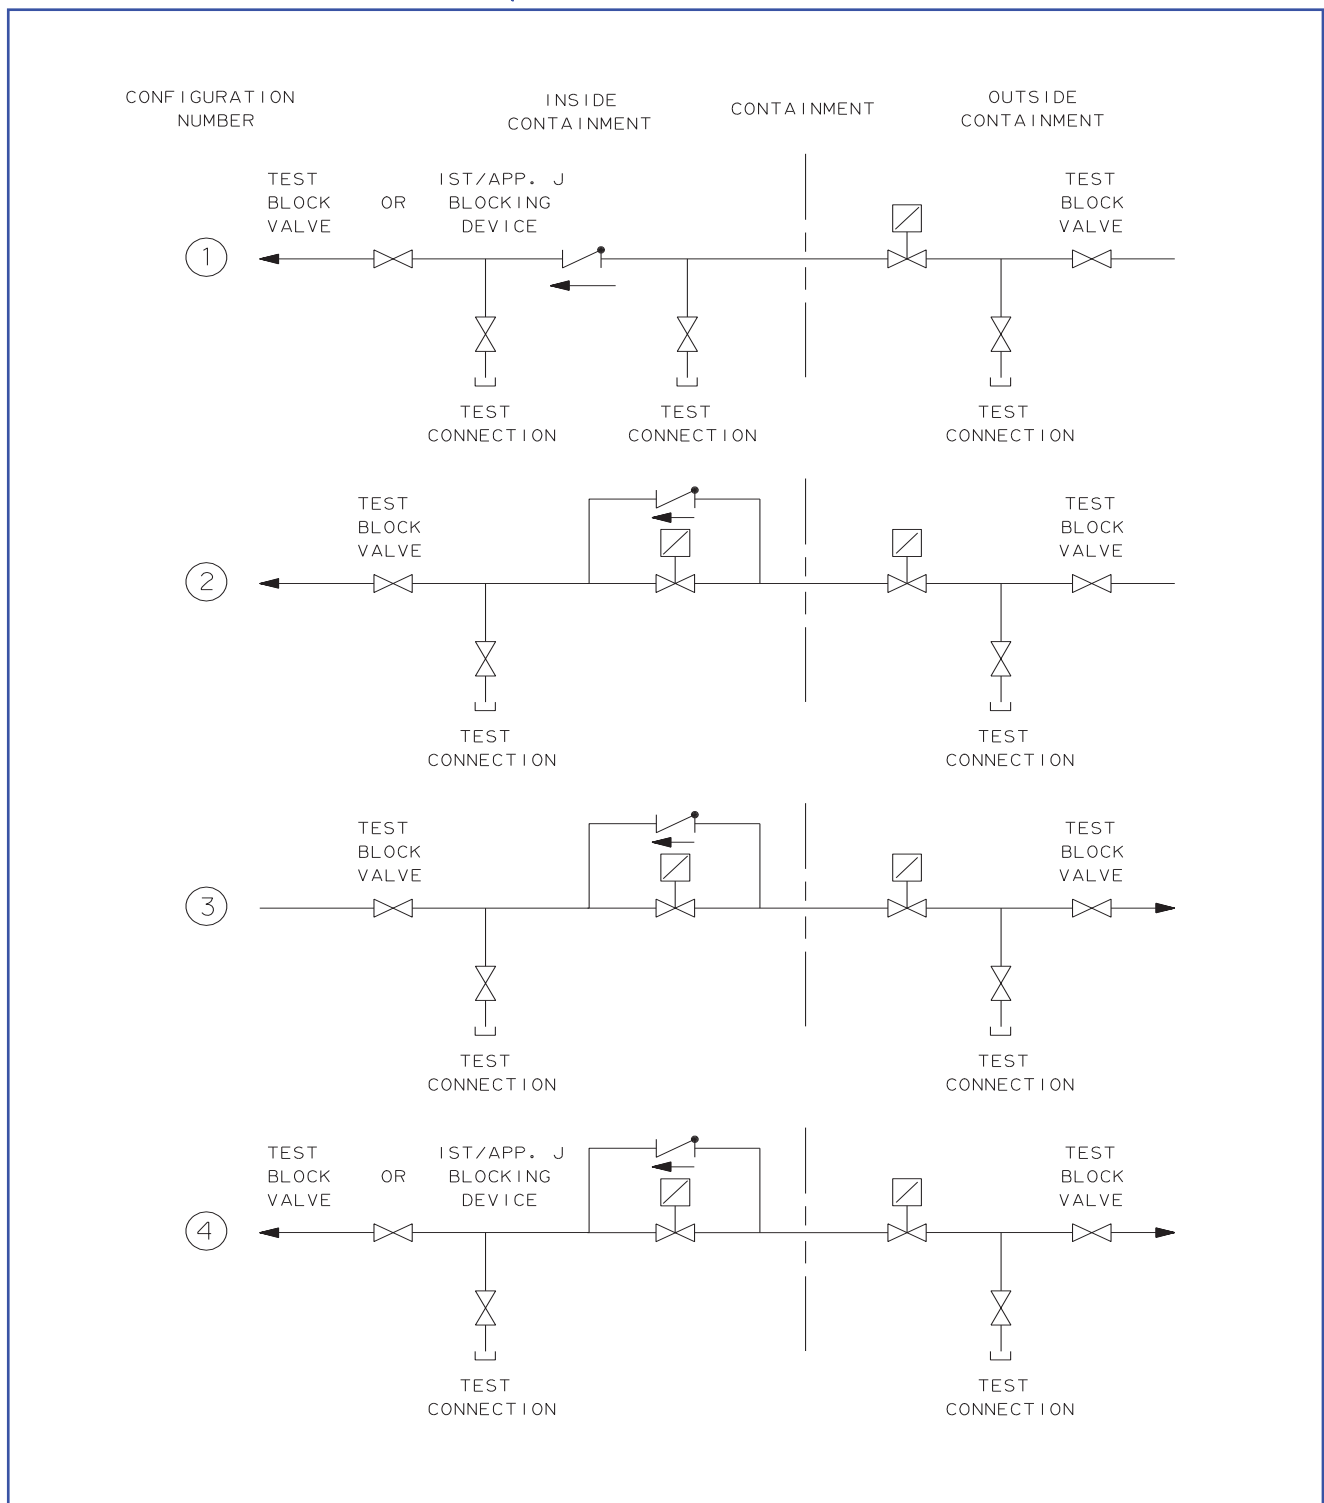 CONFIGURATION
NUMBER
INSIDE
CONTAINMENT
CONTAINMENT
OUTSIDE
CONTAINMENT
TEST
BLOCK
VALVE
OR
IST/APP. J
BLOCKING
DEVICE
TEST
BLOCK
VALVE
1
TEST
CONNECTION
TEST
CONNECTION
TEST
CONNECTION
TEST
BLOCK
VALVE
TEST
BLOCK
VALVE
2
TEST
CONNECTION
TEST
CONNECTION
TEST
BLOCK
VALVE
TEST
BLOCK
VALVE
3
TEST
CONNECTION
TEST
CONNECTION
TEST
BLOCK
VALVE
OR
IST/APP. J
BLOCKING
DEVICE
TEST
BLOCK
VALVE
4
TEST
CONNECTION
TEST
CONNECTION